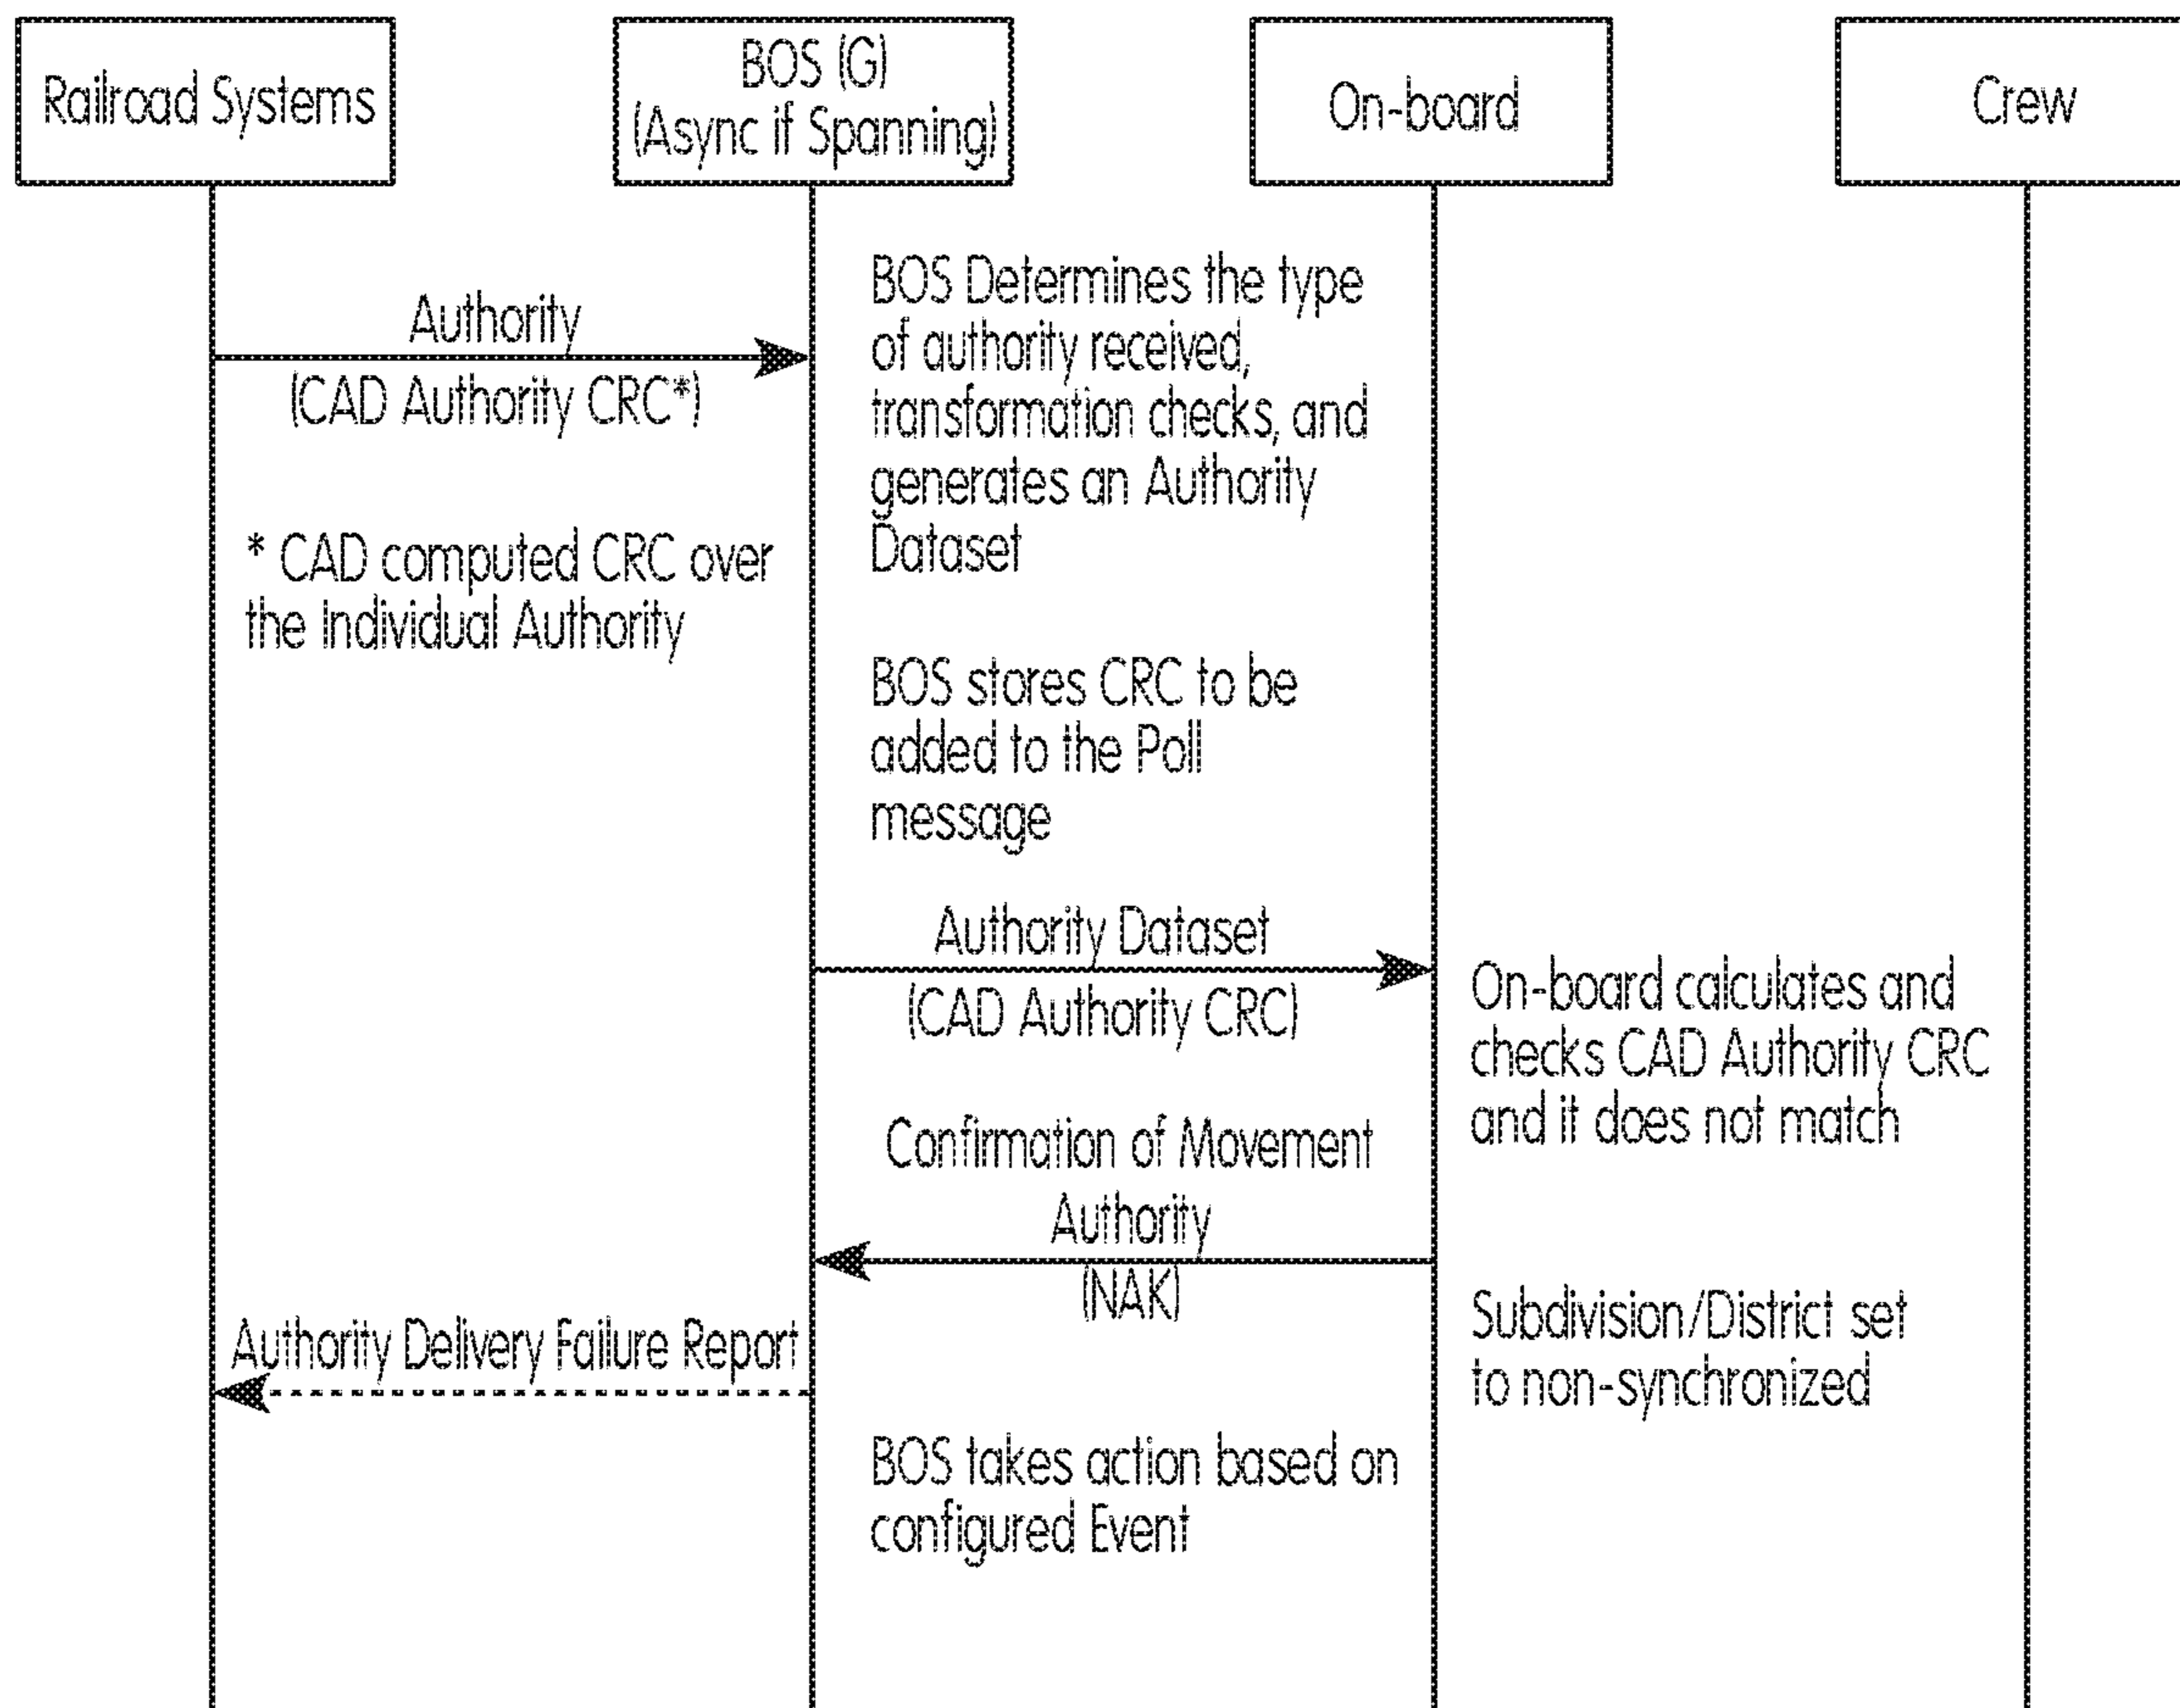 Railroad Systems
BOS (G)
(Async if Spanning)
On-board
Crew
Authority
(CAD Authority CRC*)
* CAD computed CRC over
the Individual Authority
BOS Determines the type
of authority received,
transformation checks, and
generates an Authority
Dataset
BOS stores CRC to be
added to the Poll
message
Authority Dataset
(CAD Authority CRC)
On-board calculates and
checks CAD Authority CRC
and it does not match
Confirmation of Movement
Authority
(NAK)
Subdivision/District set
to non-synchronized
Authority Delivery Failure Report
BOS takes action based on
configured Event